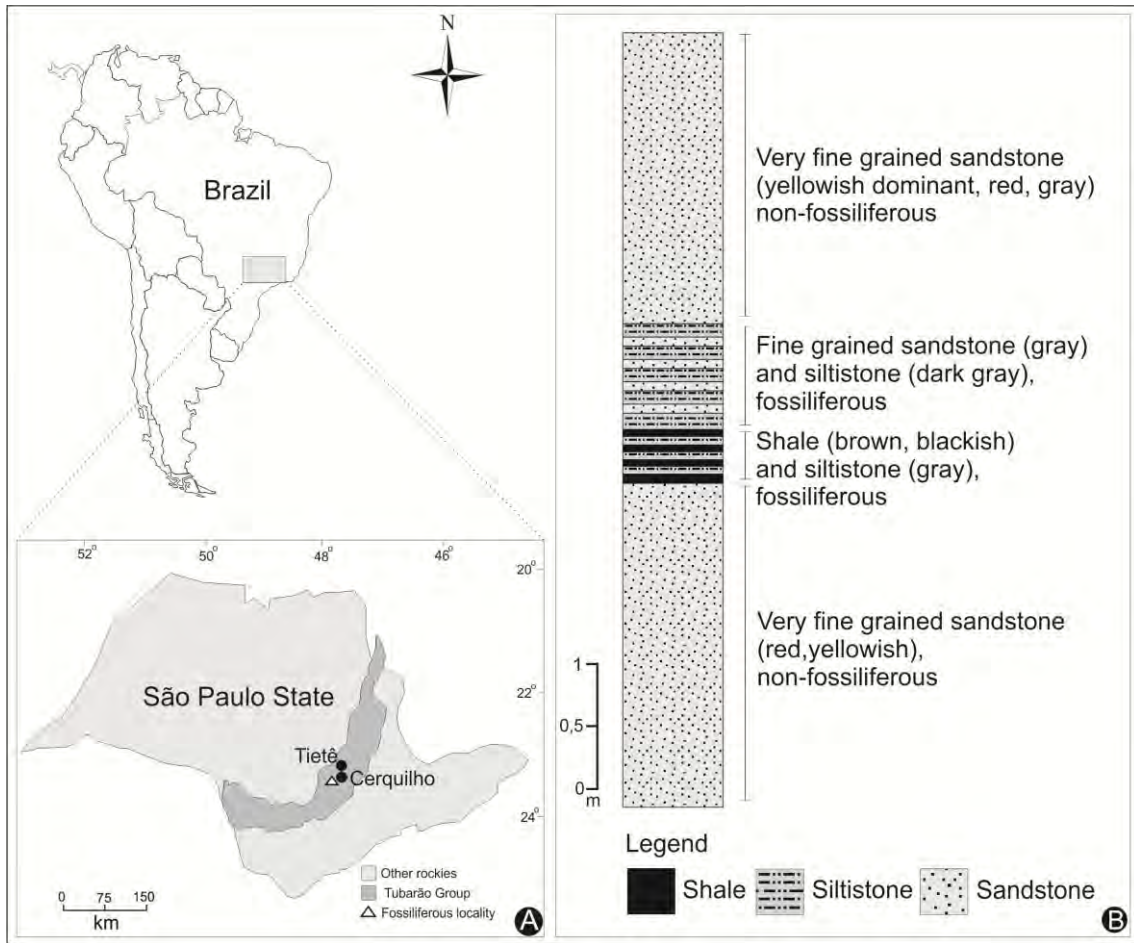 N
Brazil
52°
50°
48°
46°
20°
22°
24°
São Paulo State
Tietê
Cerquilho
0 75 150
km
Other rockies
Tubarão Group
Fossiliferous locality
A
Very fine grained sandstone
(yellowish dominant, red, gray)
non-fossiliferous
Fine grained sandstone (gray)
and siltistone (dark gray),
fossiliferous
Shale (brown, blackish)
and siltistone (gray),
fossiliferous
Very fine grained sandstone
(red,yellowish),
non-fossiliferous
1
0,5
0
m
Legend
Shale
Siltistone
Sandstone
B